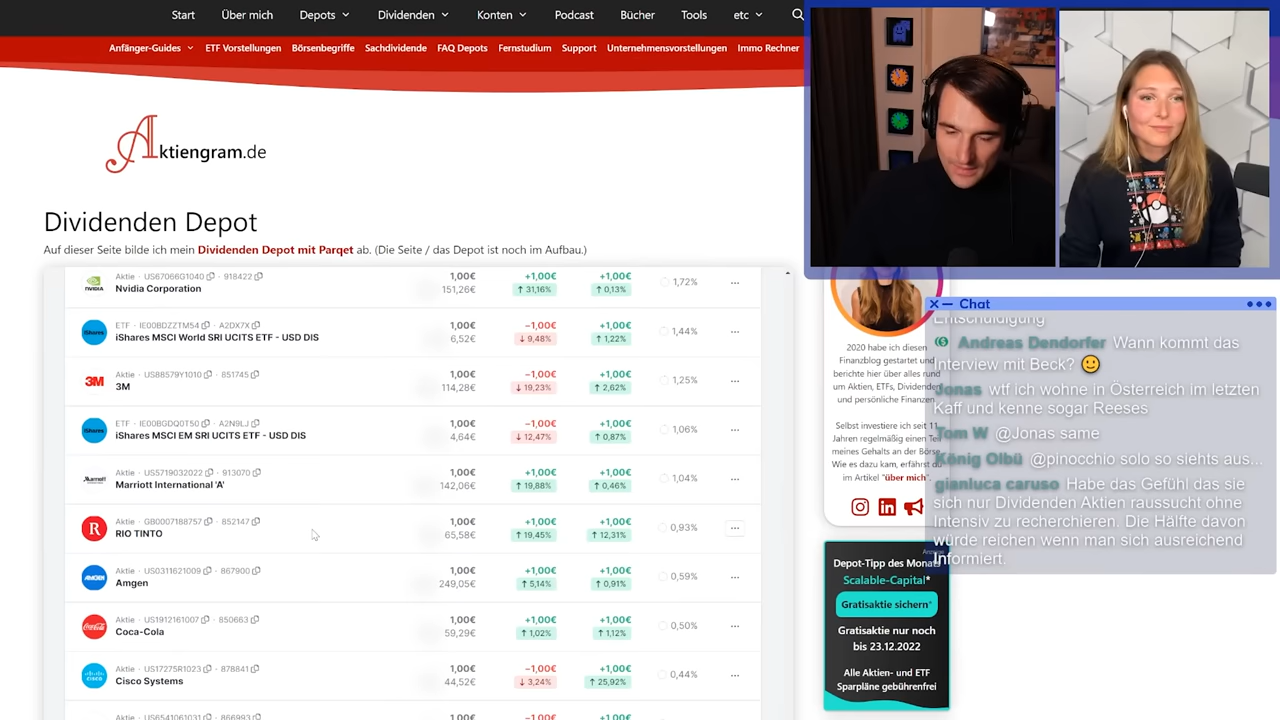 Start Über mich Depots Dividenden Konten Podcast Bücher Tools etc
Anfänger-Guides ETF Vorstellungen Börsenbegriffe Sachdividende FAQ Depots Fernstudium Support Unternehmensvorstellungen Immo Rechner
Aktiengram.de
Dividenden Depot
Auf dieser Seite bilde ich mein Dividenden Depot mit Parqet ab. (Die Seite / das Depot ist noch im Aufbau.)
Aktie · US67066G1040 · 918422
NVIDIA
Nvidia Corporation
1,00€ +1,00€ +1,00€
151,26€ ↑ 31,16% ↑ 0,13% 1,72% ...
ETF · IE00BDZZTM54 · A2DX7X
iShares
iShares MSCI World SRI UCITS ETF - USD DIS
1,00€ −1,00€ +1,00€
6,52€ ↓ 9,48% ↑ 1,22% 1,44% ...
Aktie · US88579Y1010 · 851745
3M
3M
1,00€ −1,00€ +1,00€
114,28€ ↓ 19,23% ↑ 2,62% 1,25% ...
ETF · IE00BGDQ0T50 · A2N9LJ
iShares
iShares MSCI EM SRI UCITS ETF - USD DIS
1,00€ −1,00€ +1,00€
4,64€ ↓ 12,47% ↑ 0,87% 1,06% ...
Aktie · US5719032022 · 913070
Marriott
Marriott International 'A'
1,00€ +1,00€ +1,00€
142,06€ ↑ 19,88% ↑ 0,46% 1,04% ...
Aktie · GB0007188757 · 852147
R
RIO TINTO
1,00€ +1,00€ +1,00€
65,58€ ↑ 19,45% ↑ 12,31% 0,93% ...
Aktie · US0311621009 · 867900
AMGEN
Amgen
1,00€ +1,00€ +1,00€
249,05€ ↑ 5,14% ↑ 0,91% 0,59% ...
Aktie · US1912161007 · 850663
Coca-Cola
Coca-Cola
1,00€ +1,00€ +1,00€
59,29€ ↑ 1,02% ↑ 1,12% 0,50% ...
Aktie · US17275R1023 · 878841
CISCO
Cisco Systems
1,00€ −1,00€ +1,00€
44,52€ ↓ 3,24% ↑ 25,92% 0,44% ...
Aktie · US6541061031 · 866993
1,00€ −1,00€ +1,00€
2020 habe ich diesen
Finanzblog gestartet und
berichte hier über alles rund
um Aktien, ETFs, Dividenden
und persönliche Finanzen
Selbst investiere ich seit 11
Jahren regelmäßig einen Teil
meines Gehalts an der Börse
Wie es dazu kam, erfährst du
im Artikel "über mich".
Anzeige
Depot-Tipp des Monats
Scalable-Capital*
Gratisaktie sichern*
Gratisaktie nur noch
bis 23.12.2022
Alle Aktien- und ETF
Sparpläne gebührenfrei
Chat
Entschuldigung
Andreas Dendorfer Wann kommt das
Interview mit Beck? 🙂
Jonas wtf ich wohne in Österreich im letzten
Kaff und kenne sogar Reeses
Tom W @Jonas same
König Olbü @pinocchio solo so siehts aus...
gianluca caruso Habe das Gefühl das sie
sich nur Dividenden Aktien raussucht ohne
Intensiv zu recherchieren. Die Hälfte davon
würde reichen wenn man sich ausreichend
Informiert.